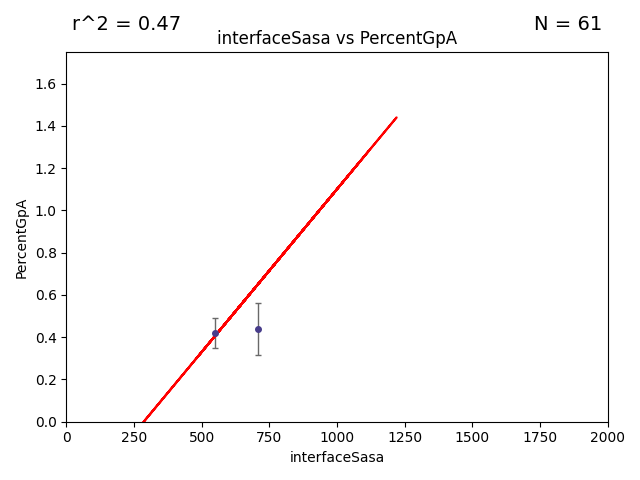 r^2 = 0.47
N = 61
interfaceSasa vs PercentGpA
1.6
1.4
1.2
1.0
0.8
0.6
0.4
0.2
0.0
PercentGpA
0 250 500 750 1000 1250 1500 1750 2000
interfaceSasa